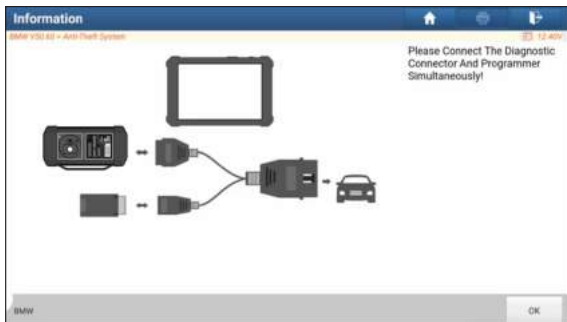 Information
BMW V50.60 > Anti-Theft System
12.40V
Please Connect The Diagnostic
Connector And Programmer
Simultaneously!
BMW
OK